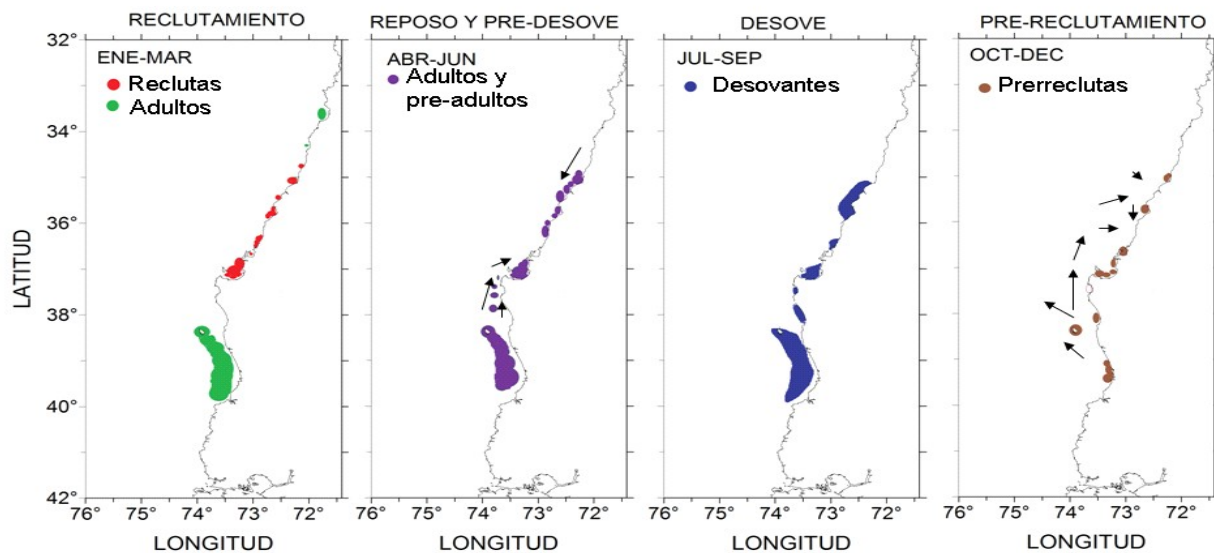 RECLUTAMIENTO
REPOSO Y PRE-DESOVE
DESOVE
PRE-RECLUTAMIENTO
32°
34°
36°
38°
40°
42°
LATITUD
ENE-MAR
Reclutas
Adultos
ABR-JUN
Adultos y
pre-adultos
JUL-SEP
Desovantes
OCT-DEC
Prerreclutas
76° 75° 74° 73° 72°
76° 75° 74° 73° 72°
76° 75° 74° 73° 72°
76° 75° 74° 73° 72°
LONGITUD
LONGITUD
LONGITUD
LONGITUD